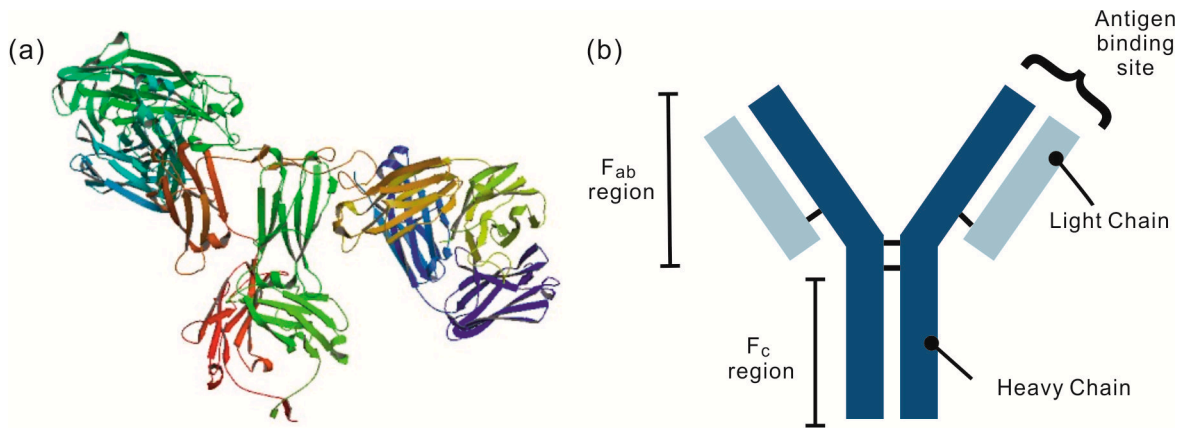 (a)
(b)
Antigen
binding
site
Fab
region
Light Chain
Fc
region
Heavy Chain